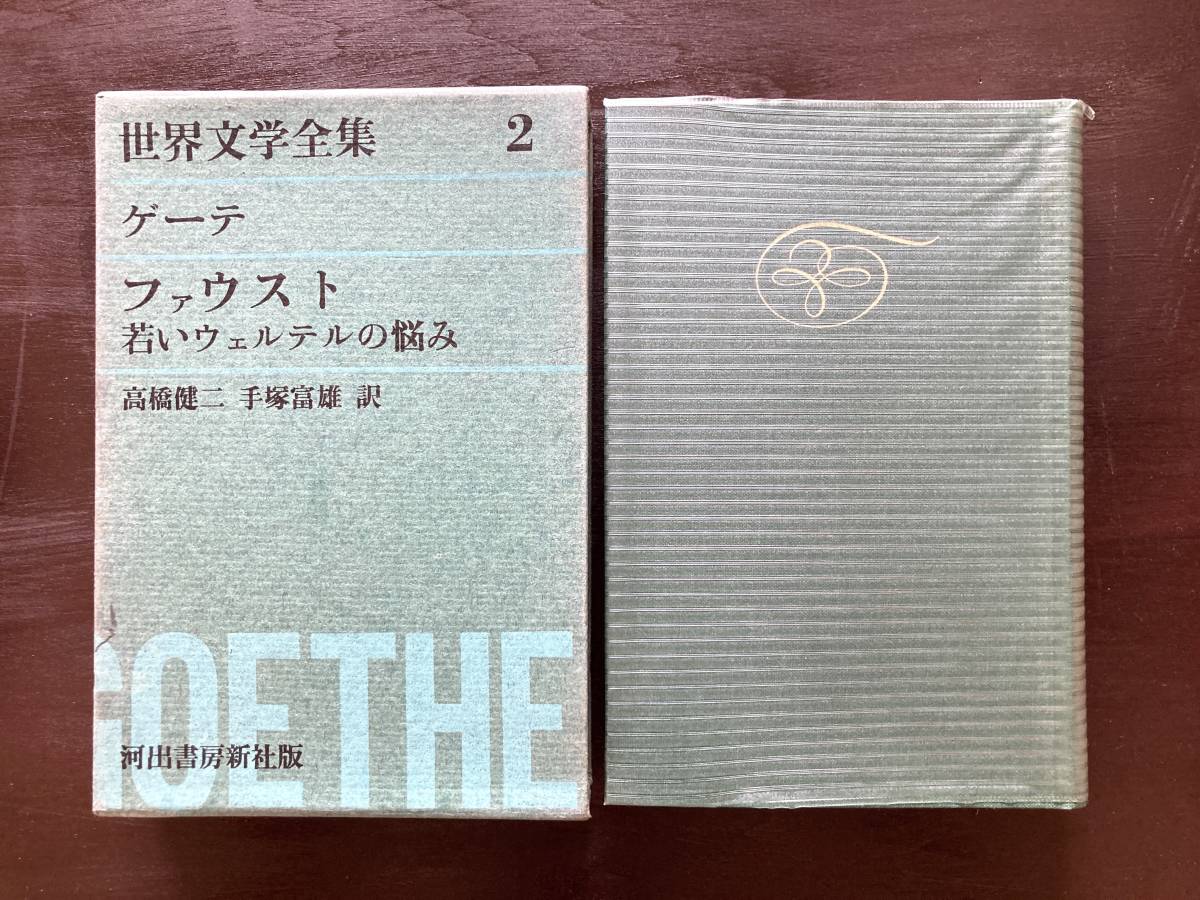 世界文学全集 2
ゲーテ
ファウスト
若いウェルテルの悩み
高橋健二 手塚富雄 訳
GOETHE
河出書房新社版